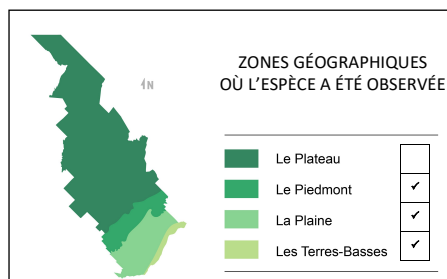 ZONES GÉOGRAPHIQUES
OÙ L’ESPÈCE A ÉTÉ OBSERVÉE
N
Le Plateau
Le Piedmont ✓
La Plaine ✓
Les Terres-Basses ✓